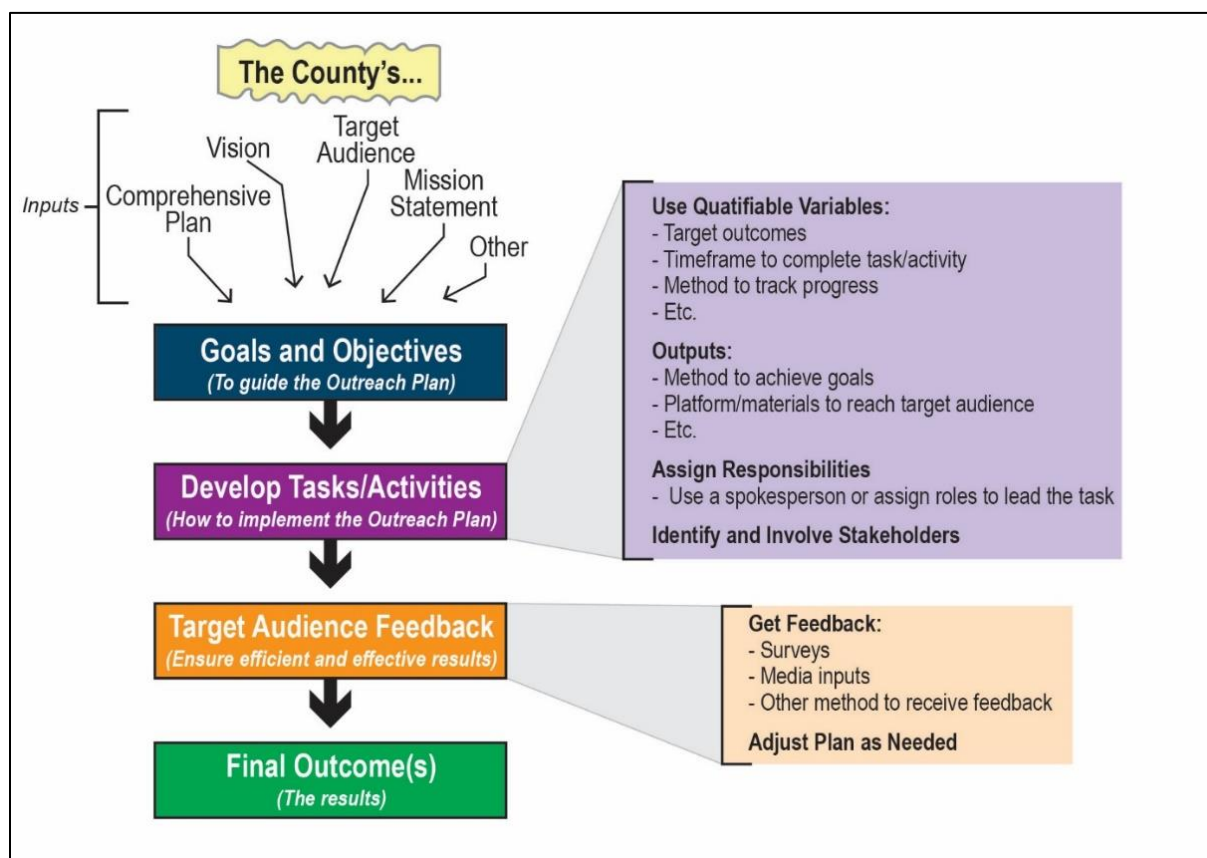 The County's...
Inputs
Comprehensive
Plan
Vision
Target
Audience
Mission
Statement
Other
Goals and Objectives
(To guide the Outreach Plan)
Develop Tasks/Activities
(How to implement the Outreach Plan)
Use Quatifiable Variables:
- Target outcomes
- Timeframe to complete task/activity
- Method to track progress
- Etc.
Outputs:
- Method to achieve goals
- Platform/materials to reach target audience
- Etc.
Assign Responsibilities
- Use a spokesperson or assign roles to lead the task
Identify and Involve Stakeholders
Target Audience Feedback
(Ensure efficient and effective results)
Get Feedback:
- Surveys
- Media inputs
- Other method to receive feedback
Adjust Plan as Needed
Final Outcome(s)
(The results)